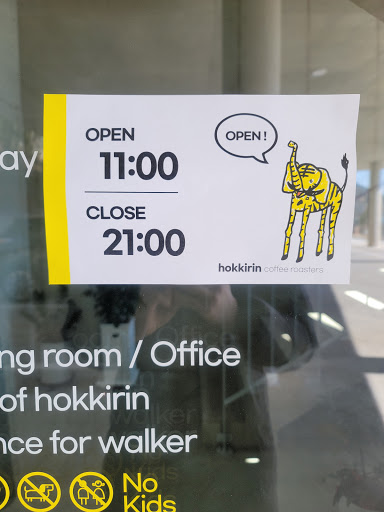 OPEN
11:00
CLOSE
21:00
OPEN!
hokkirin coffee roasters
ay
ng room / Office
of hokkirin
nce for walker
No
Kids